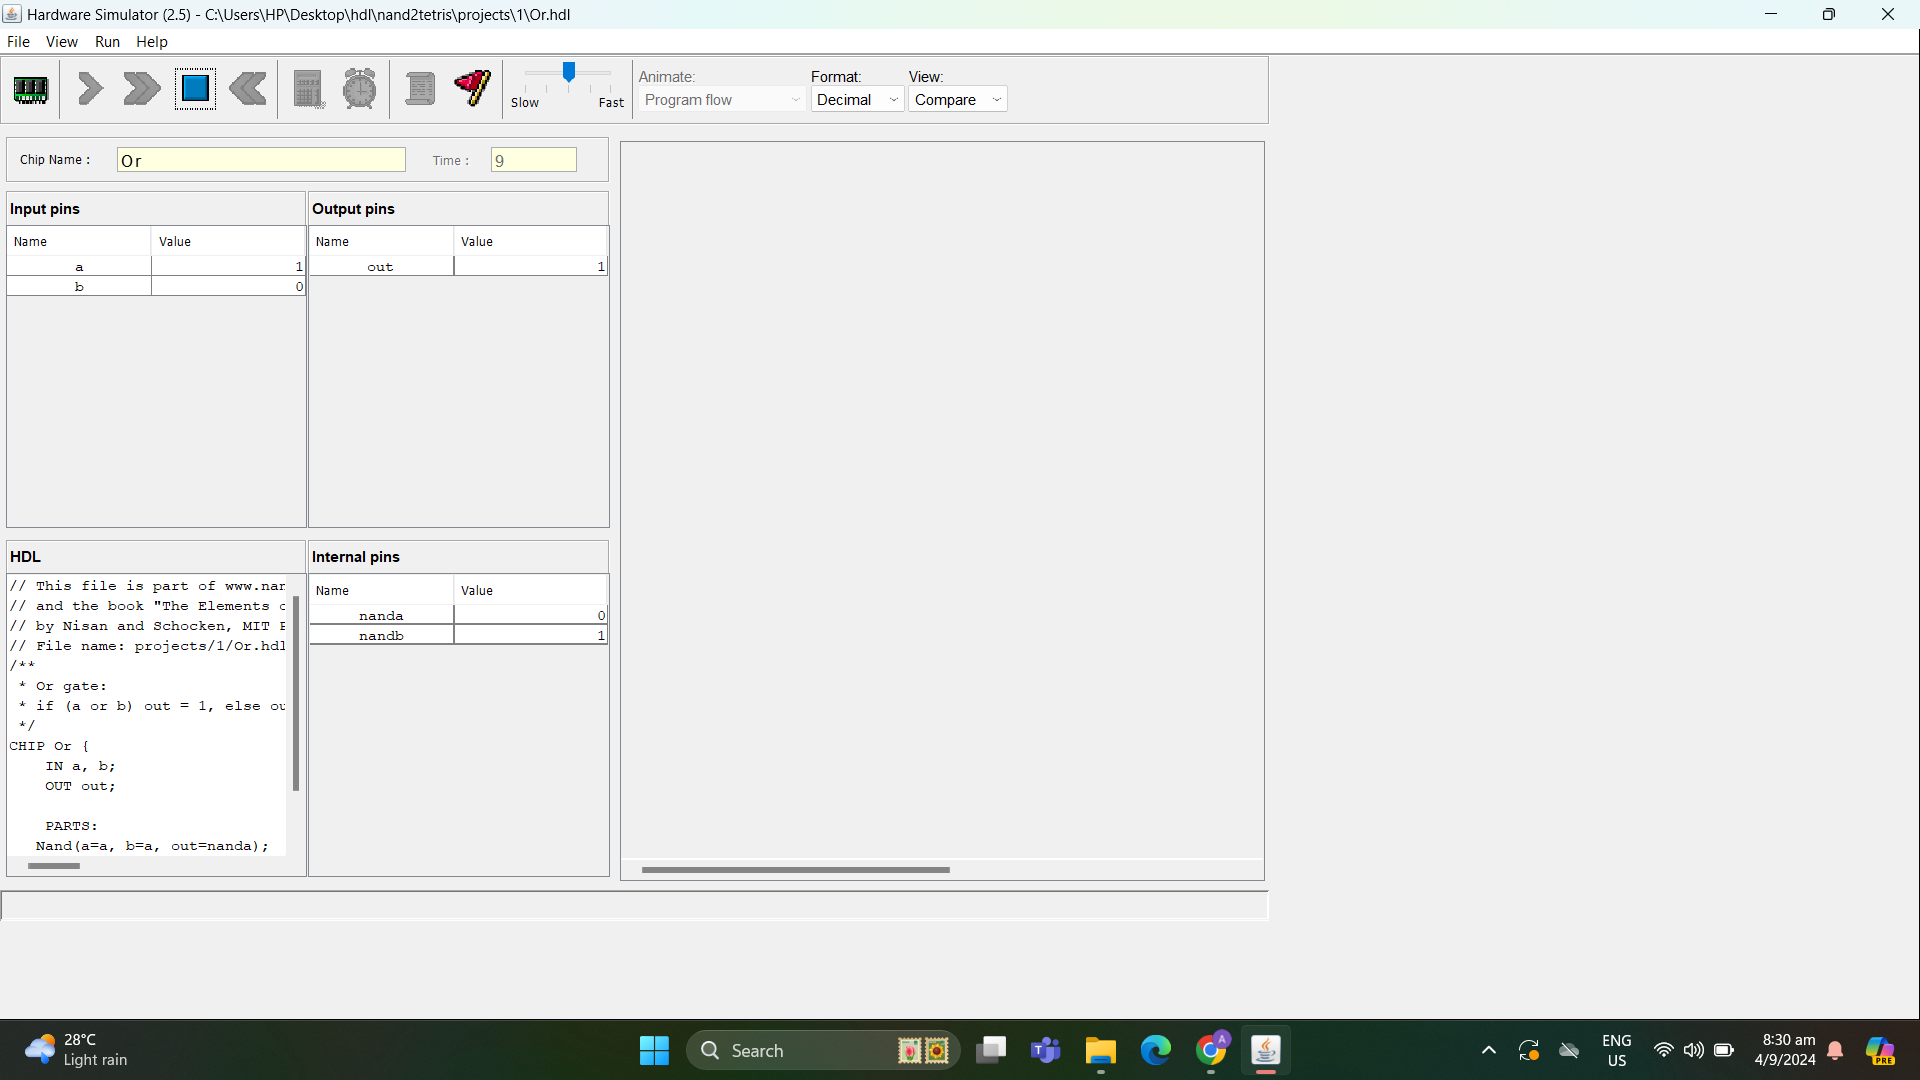 Hardware Simulator (2.5) - C:\Users\HP\Desktop\hdl\nand2tetris\projects\1\Or.hdl
File View Run Help
Slow Fast
Animate: Format: View:
Program flow Decimal Compare
Chip Name : Or Time : 9
Input pins
Name Value
a 1
b 0
Output pins
Name Value
out 1
HDL
// This file is part of www.nan
// and the book "The Elements o
// by Nisan and Schocken, MIT P
// File name: projects/1/Or.hdl
/**
* Or gate:
* if (a or b) out = 1, else ou
*/
CHIP Or {
IN a, b;
OUT out;
PARTS:
Nand(a=a, b=a, out=nanda);
Internal pins
Name Value
nanda 0
nandb 1
28°C
Light rain
Search
A
T
ENG
US
8:30 am
4/9/2024
PRE